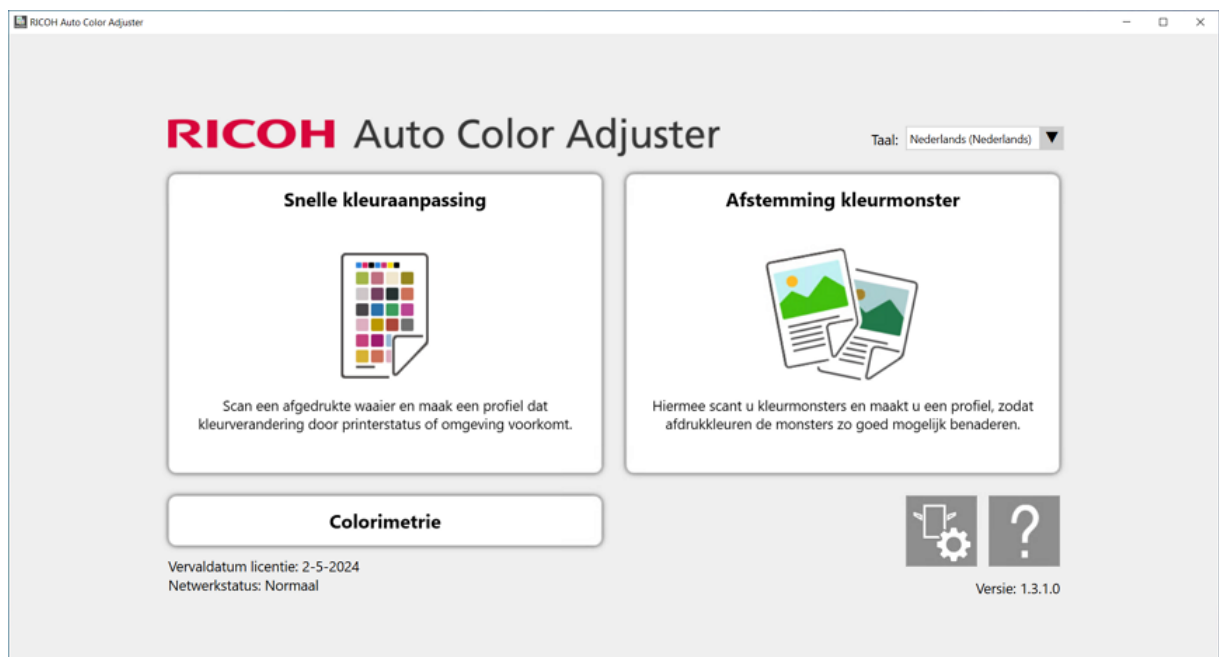 RICOH Auto Color Adjuster
RICOH Auto Color Adjuster
Taal: Nederlands (Nederlands)
Snelle kleuraanpassing
Scan een afgedrukte waaier en maak een profiel dat
kleurverandering door printerstatus of omgeving voorkomt.
Afstemming kleurmonster
Hiermee scant u kleurmonsters en maakt u een profiel, zodat
afdrukkleuren de monsters zo goed mogelijk benaderen.
Colorimetrie
?
Vervaldatum licentie: 2-5-2024
Netwerkstatus: Normaal
Versie: 1.3.1.0